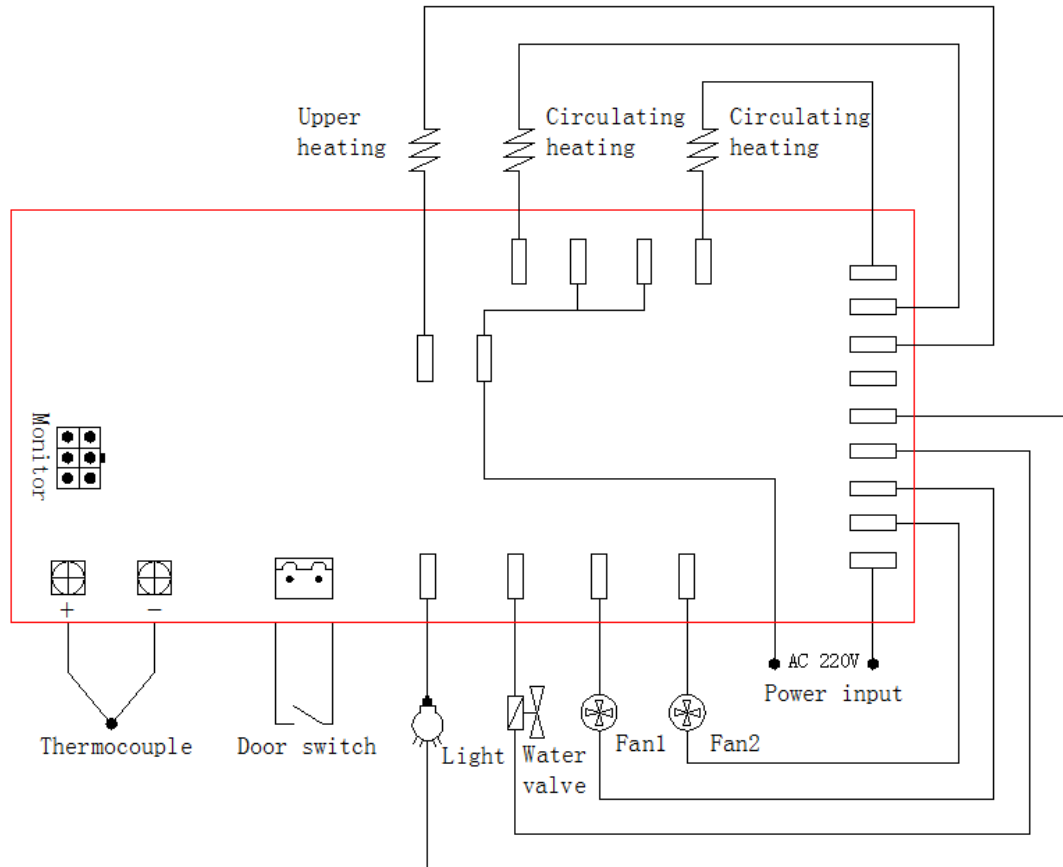 Upper
heating
Circulating
heating
Circulating
heating
Monitor
+
−
AC 220V
Power input
Thermocouple
Door switch
Light
Water
valve
Fan1
Fan2